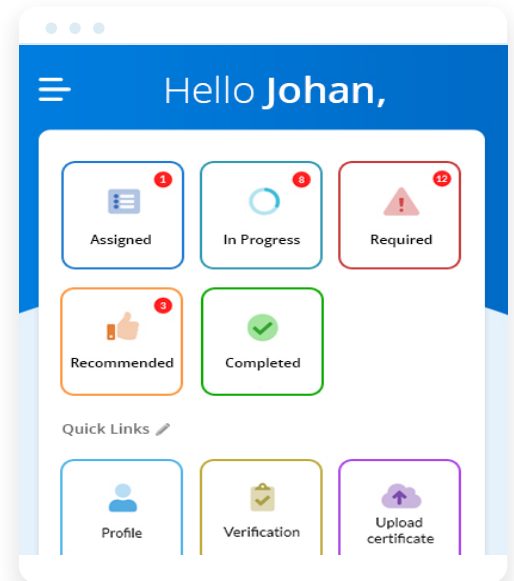 Hello Johan,
1
8
12
Assigned
In Progress
Required
3
Recommended
Completed
Quick Links
Profile
Verification
Upload
certificate